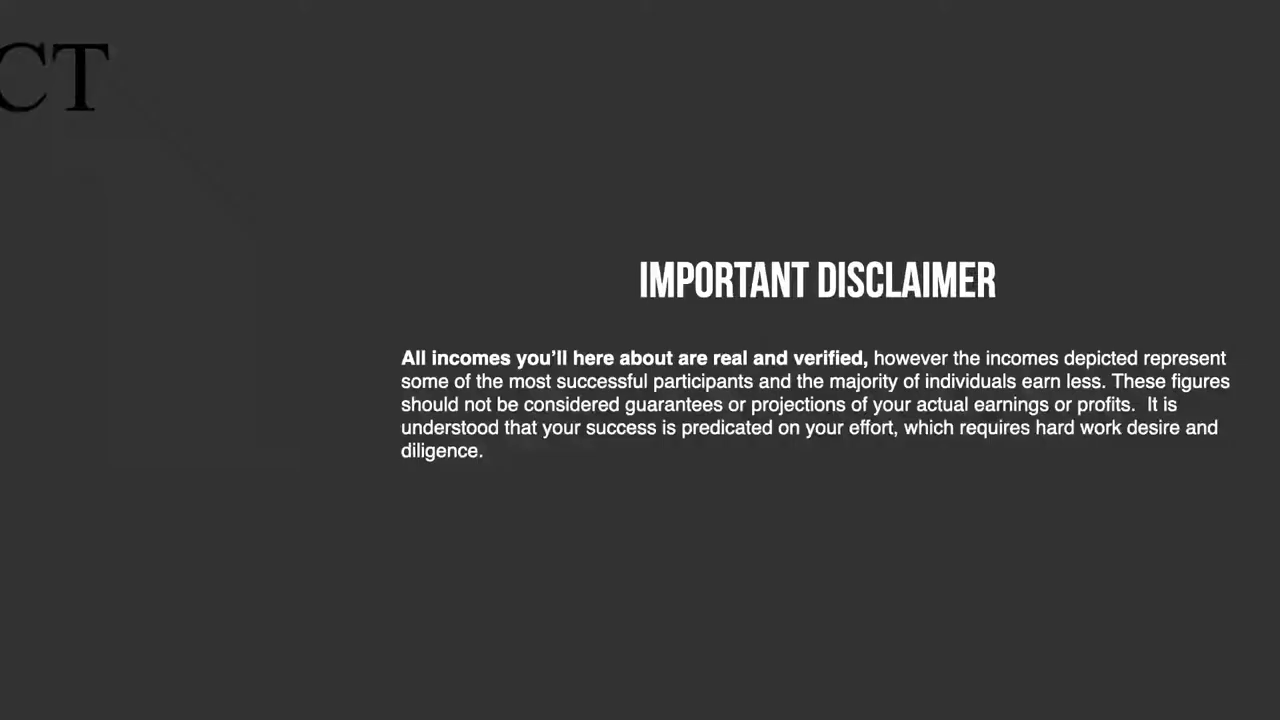 CT
IMPORTANT DISCLAIMER
All incomes you'll here about are real and verified, however the incomes depicted represent
some of the most successful participants and the majority of individuals earn less. These figures
should not be considered guarantees or projections of your actual earnings or profits.  It is
understood that your success is predicated on your effort, which requires hard work desire and
diligence.